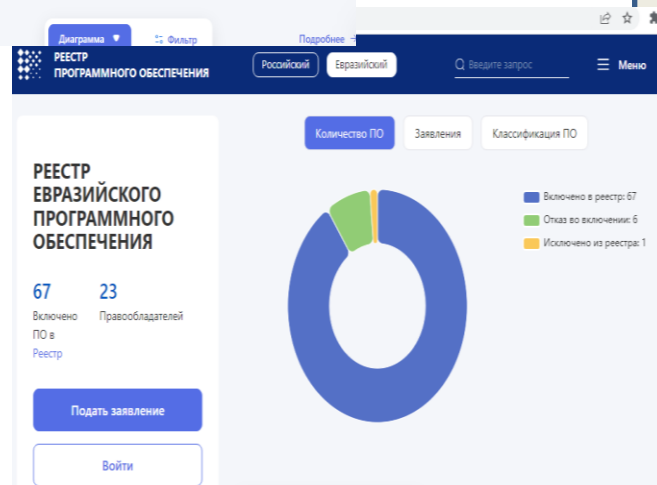 Диаграмма
Фильтр
Подробнее
РЕЕСТР
ПРОГРАММНОГО ОБЕСПЕЧЕНИЯ
Российский
Евразийский
Введите запрос
Меню
Количество ПО
Заявления
Классификация ПО
РЕЕСТР
ЕВРАЗИЙСКОГО
ПРОГРАММНОГО
ОБЕСПЕЧЕНИЯ
67
Включено
ПО в
Реестр
23
Правообладателей
Включено в реестр: 67
Отказ во включении: 6
Исключено из реестра: 1
Подать заявление
Войти